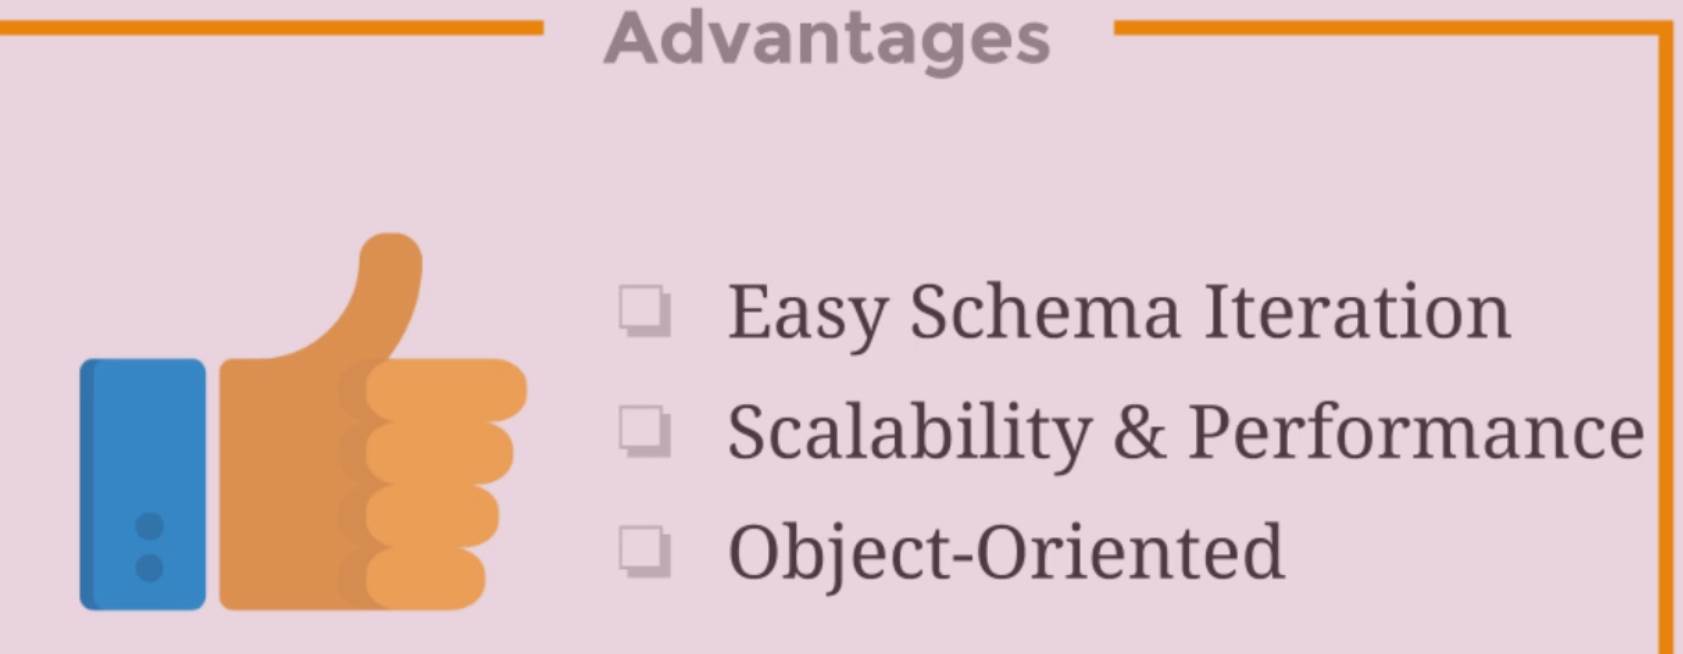 Advantages
Easy Schema Iteration
Scalability & Performance
Object-Oriented